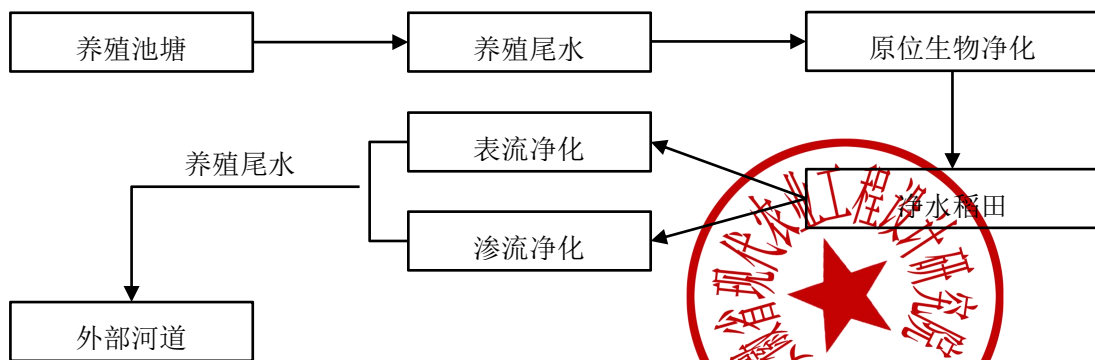 养殖池塘
养殖尾水
原位生物净化
表流净化
养殖尾水
净水稻田
渗流净化
外部河道
省现代农业工程设计研究院